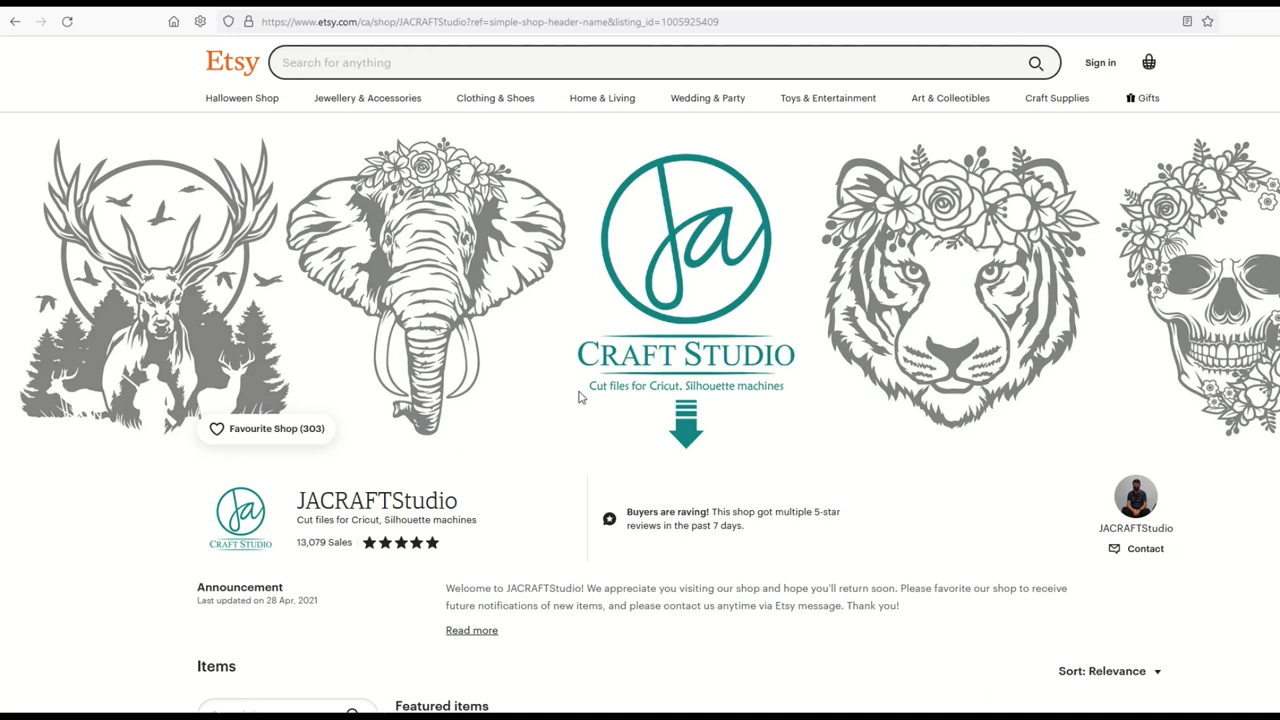 https://www.etsy.com/ca/shop/JACRAFTStudio?ref=simple-shop-header-name&listing_id=1005925409
Etsy
Search for anything
Sign in
Halloween Shop
Jewellery & Accessories
Clothing & Shoes
Home & Living
Wedding & Party
Toys & Entertainment
Art & Collectibles
Craft Supplies
Gifts
Ja
CRAFT STUDIO
Cut files for Cricut, Silhouette machines
Favourite Shop (303)
Ja
CRAFT STUDIO
JACRAFTStudio
Cut files for Cricut, Silhouette machines
13,079 Sales
Buyers are raving! This shop got multiple 5-star
reviews in the past 7 days.
JACRAFTStudio
Contact
Announcement
Last updated on 28 Apr, 2021
Welcome to JACRAFTStudio! We appreciate you visiting our shop and hope you'll return soon. Please favorite our shop to receive
future notifications of new items, and please contact us anytime via Etsy message. Thank you!
Read more
Items
Sort: Relevance
Featured items